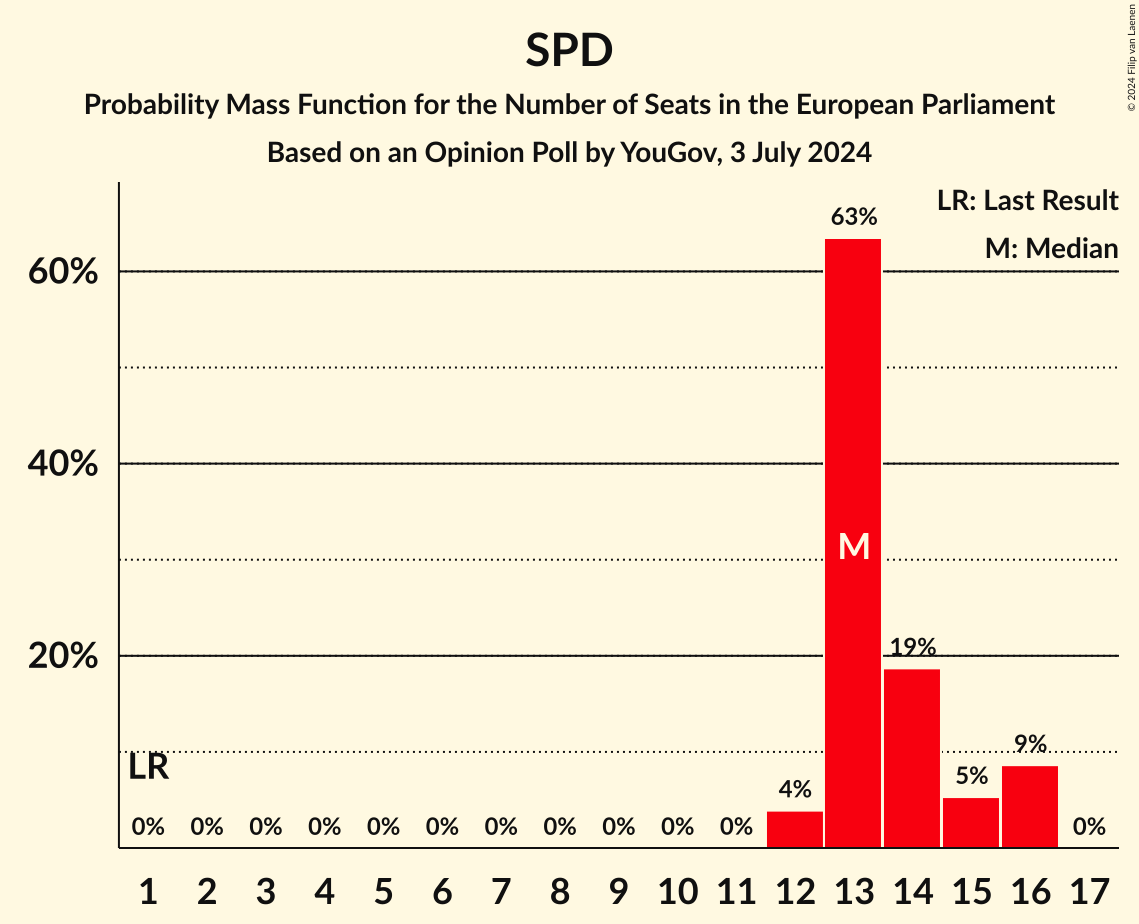 SPD
Probability Mass Function for the Number of Seats in the European Parliament
Based on an Opinion Poll by YouGov, 3 July 2024
© 2024 Filip van Laenen
LR: Last Result
M: Median
63%
60%
40%
M
20%
19%
LR
9%
5%
4%
0% 0% 0% 0% 0% 0% 0% 0% 0% 0% 0% 0%
1 2 3 4 5 6 7 8 9 10 11 12 13 14 15 16 17